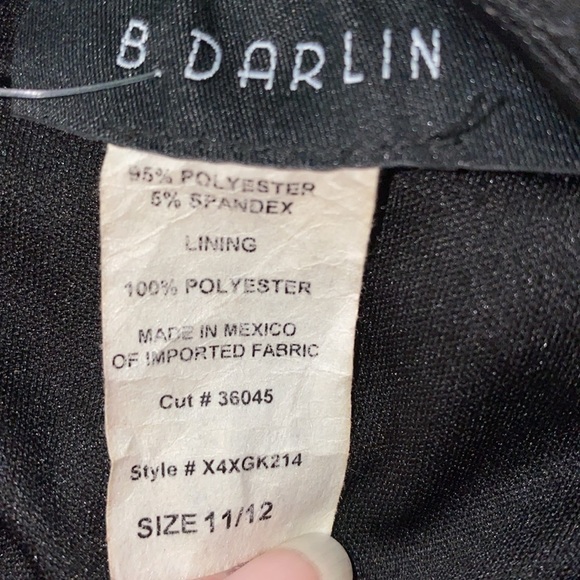 B. DARLIN
95% POLYESTER
5% SPANDEX
LINING
100% POLYESTER
MADE IN MEXICO
OF IMPORTED FABRIC
Cut # 36045
Style # X4XGK214
SIZE 11/12